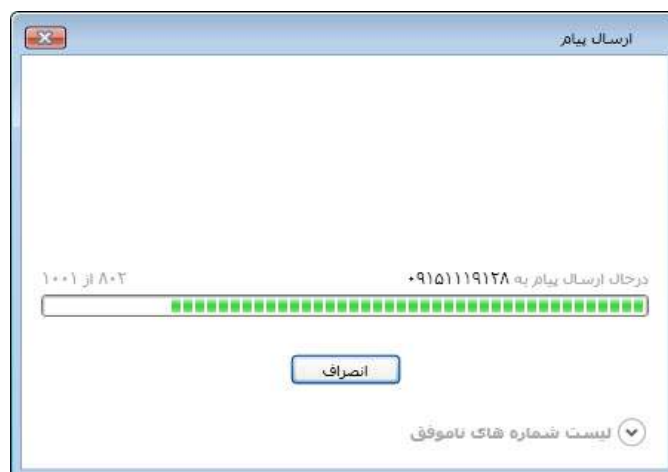 ارسال پیام
درحال ارسال پیام به ۰۹۱۵۱۱۱۹۱۲۸
۸۰۲ از ۱۰۰۱
انصراف
لیست شماره های ناموفق